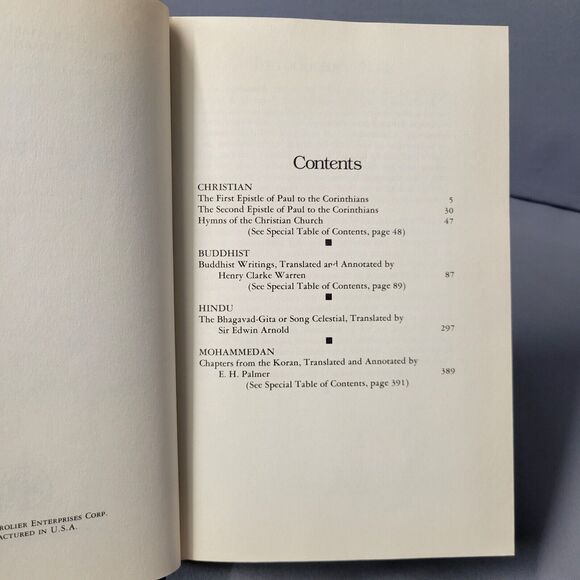 ROLIER ENTERPRISES CORP.
ACTURED IN U.S.A.
Contents
CHRISTIAN
The First Epistle of Paul to the Corinthians 5
The Second Epistle of Paul to the Corinthians 30
Hymns of the Christian Church 47
(See Special Table of Contents, page 48)
BUDDHIST
Buddhist Writings, Translated and Annotated by
Henry Clarke Warren 87
(See Special Table of Contents, page 89)
HINDU
The Bhagavad-Gita or Song Celestial, Translated by
Sir Edwin Arnold 297
MOHAMMEDAN
Chapters from the Koran, Translated and Annotated by
E. H. Palmer 389
(See Special Table of Contents, page 391)